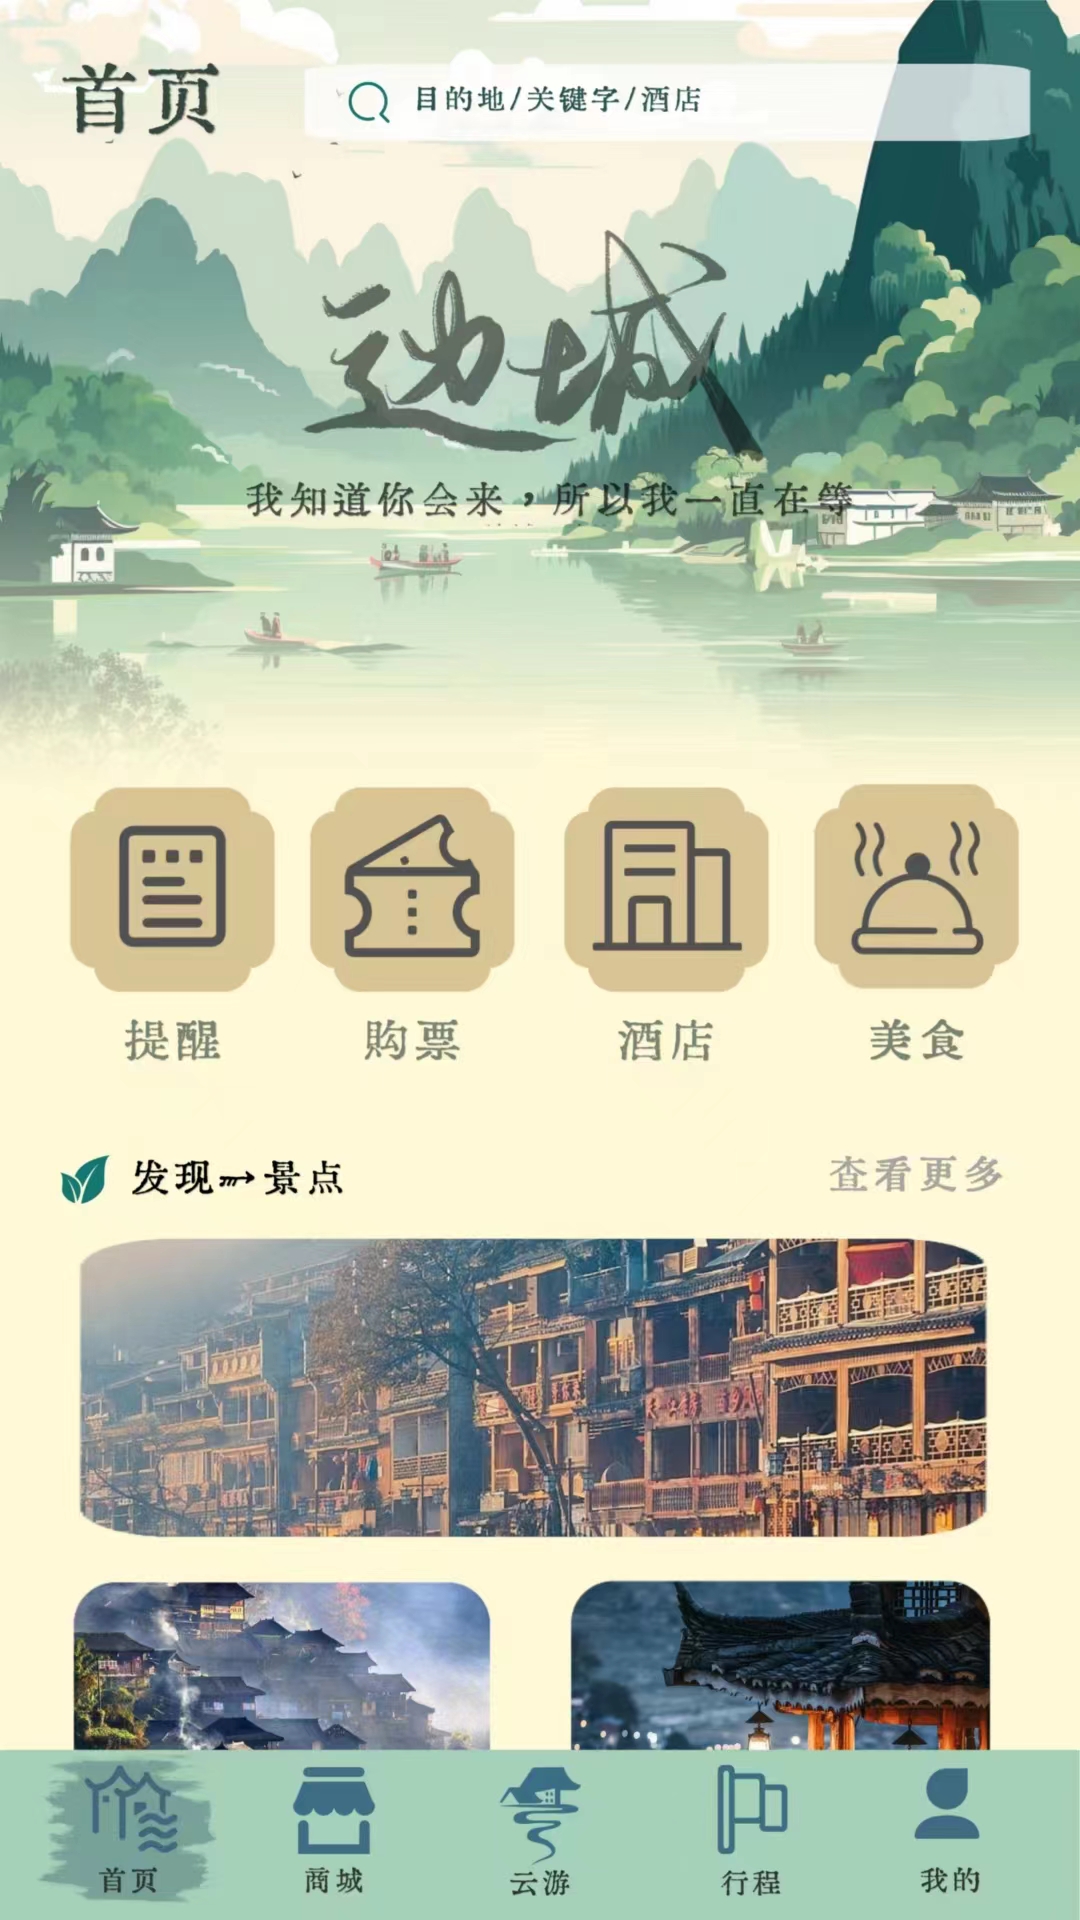 首页
目的地/关键字/酒店
边城
我知道你会来，所以我一直在等
提醒
购票
酒店
美食
发现 景点
查看更多
首页
商城
云游
行程
我的